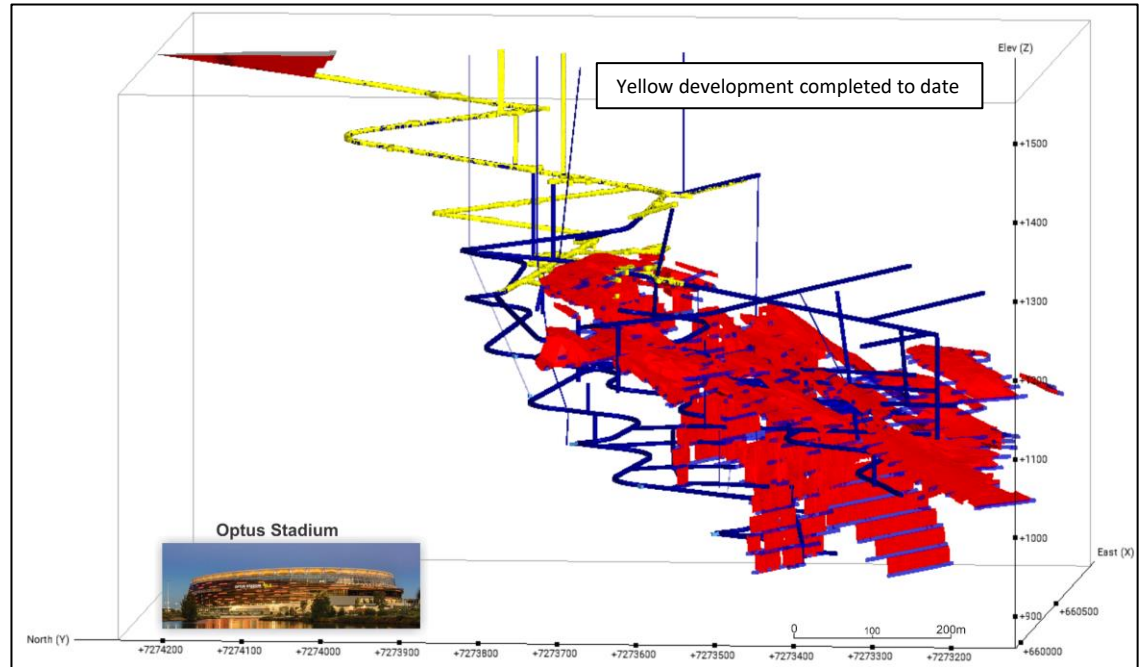 Elev (Z)
Yellow development completed to date
+1500
+1400
+1300
+1100
+1000
+900
Optus Stadium
East (X)
+660500
+660000
North (Y)
0 100 200m
+7274200 +7274100 +7274000 +7273900 +7273800 +7273700 +7273600 +7273500 +7273400 +7273300 +7273200